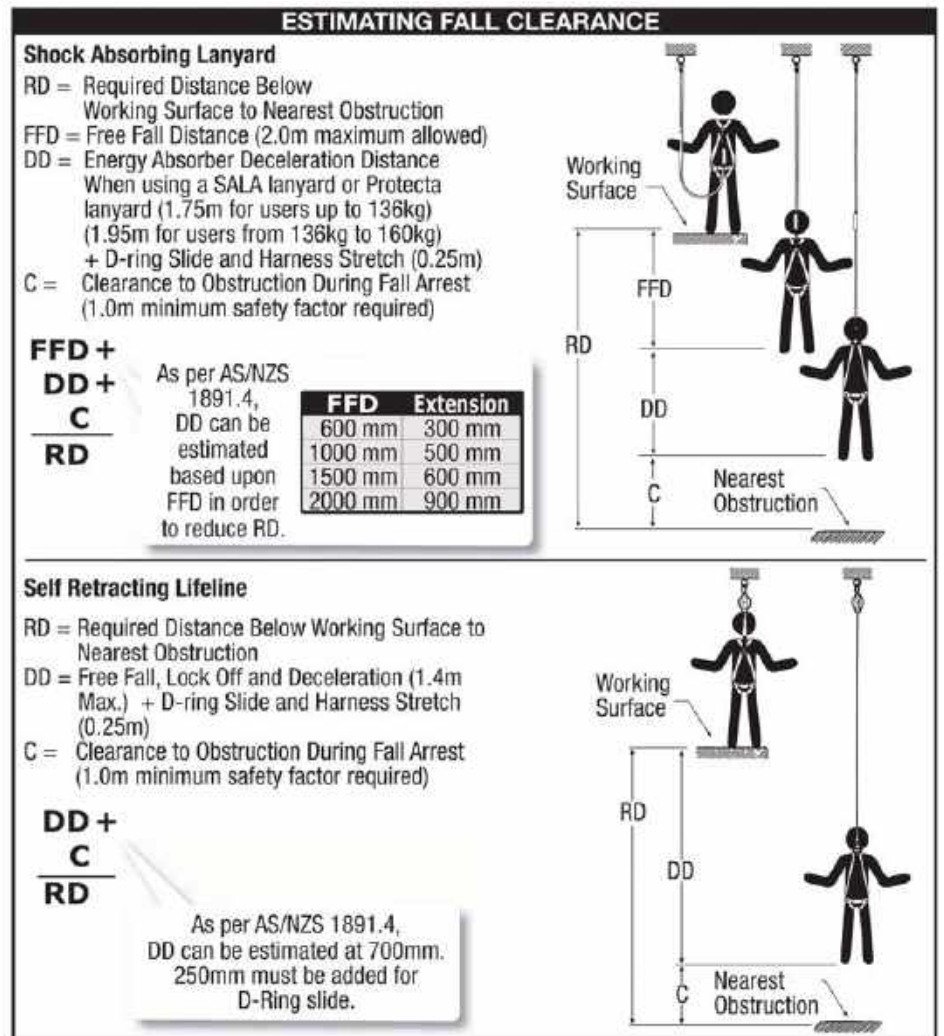 ESTIMATING FALL CLEARANCE
Shock Absorbing Lanyard
RD = Required Distance Below
Working Surface to Nearest Obstruction
FFD = Free Fall Distance (2.0m maximum allowed)
DD = Energy Absorber Deceleration Distance
When using a SALA lanyard or Protecta
lanyard (1.75m for users up to 136kg)
(1.95m for users from 136kg to 160kg)
+ D-ring Slide and Harness Stretch (0.25m)
C = Clearance to Obstruction During Fall Arrest
(1.0m minimum safety factor required)
FFD +
DD +
C
RD
As per AS/NZS
1891.4,
DD can be
estimated
based upon
FFD in order
to reduce RD.
FFD Extension
600 mm 300 mm
1000 mm 500 mm
1500 mm 600 mm
2000 mm 900 mm
Working
Surface
FFD
RD
DD
C
Nearest
Obstruction
Self Retracting Lifeline
RD = Required Distance Below Working Surface to
Nearest Obstruction
DD = Free Fall, Lock Off and Deceleration (1.4m
Max.) + D-ring Slide and Harness Stretch
(0.25m)
C = Clearance to Obstruction During Fall Arrest
(1.0m minimum safety factor required)
DD +
C
RD
As per AS/NZS 1891.4,
DD can be estimated at 700mm.
250mm must be added for
D-Ring slide.
Working
Surface
RD
DD
C
Nearest
Obstruction